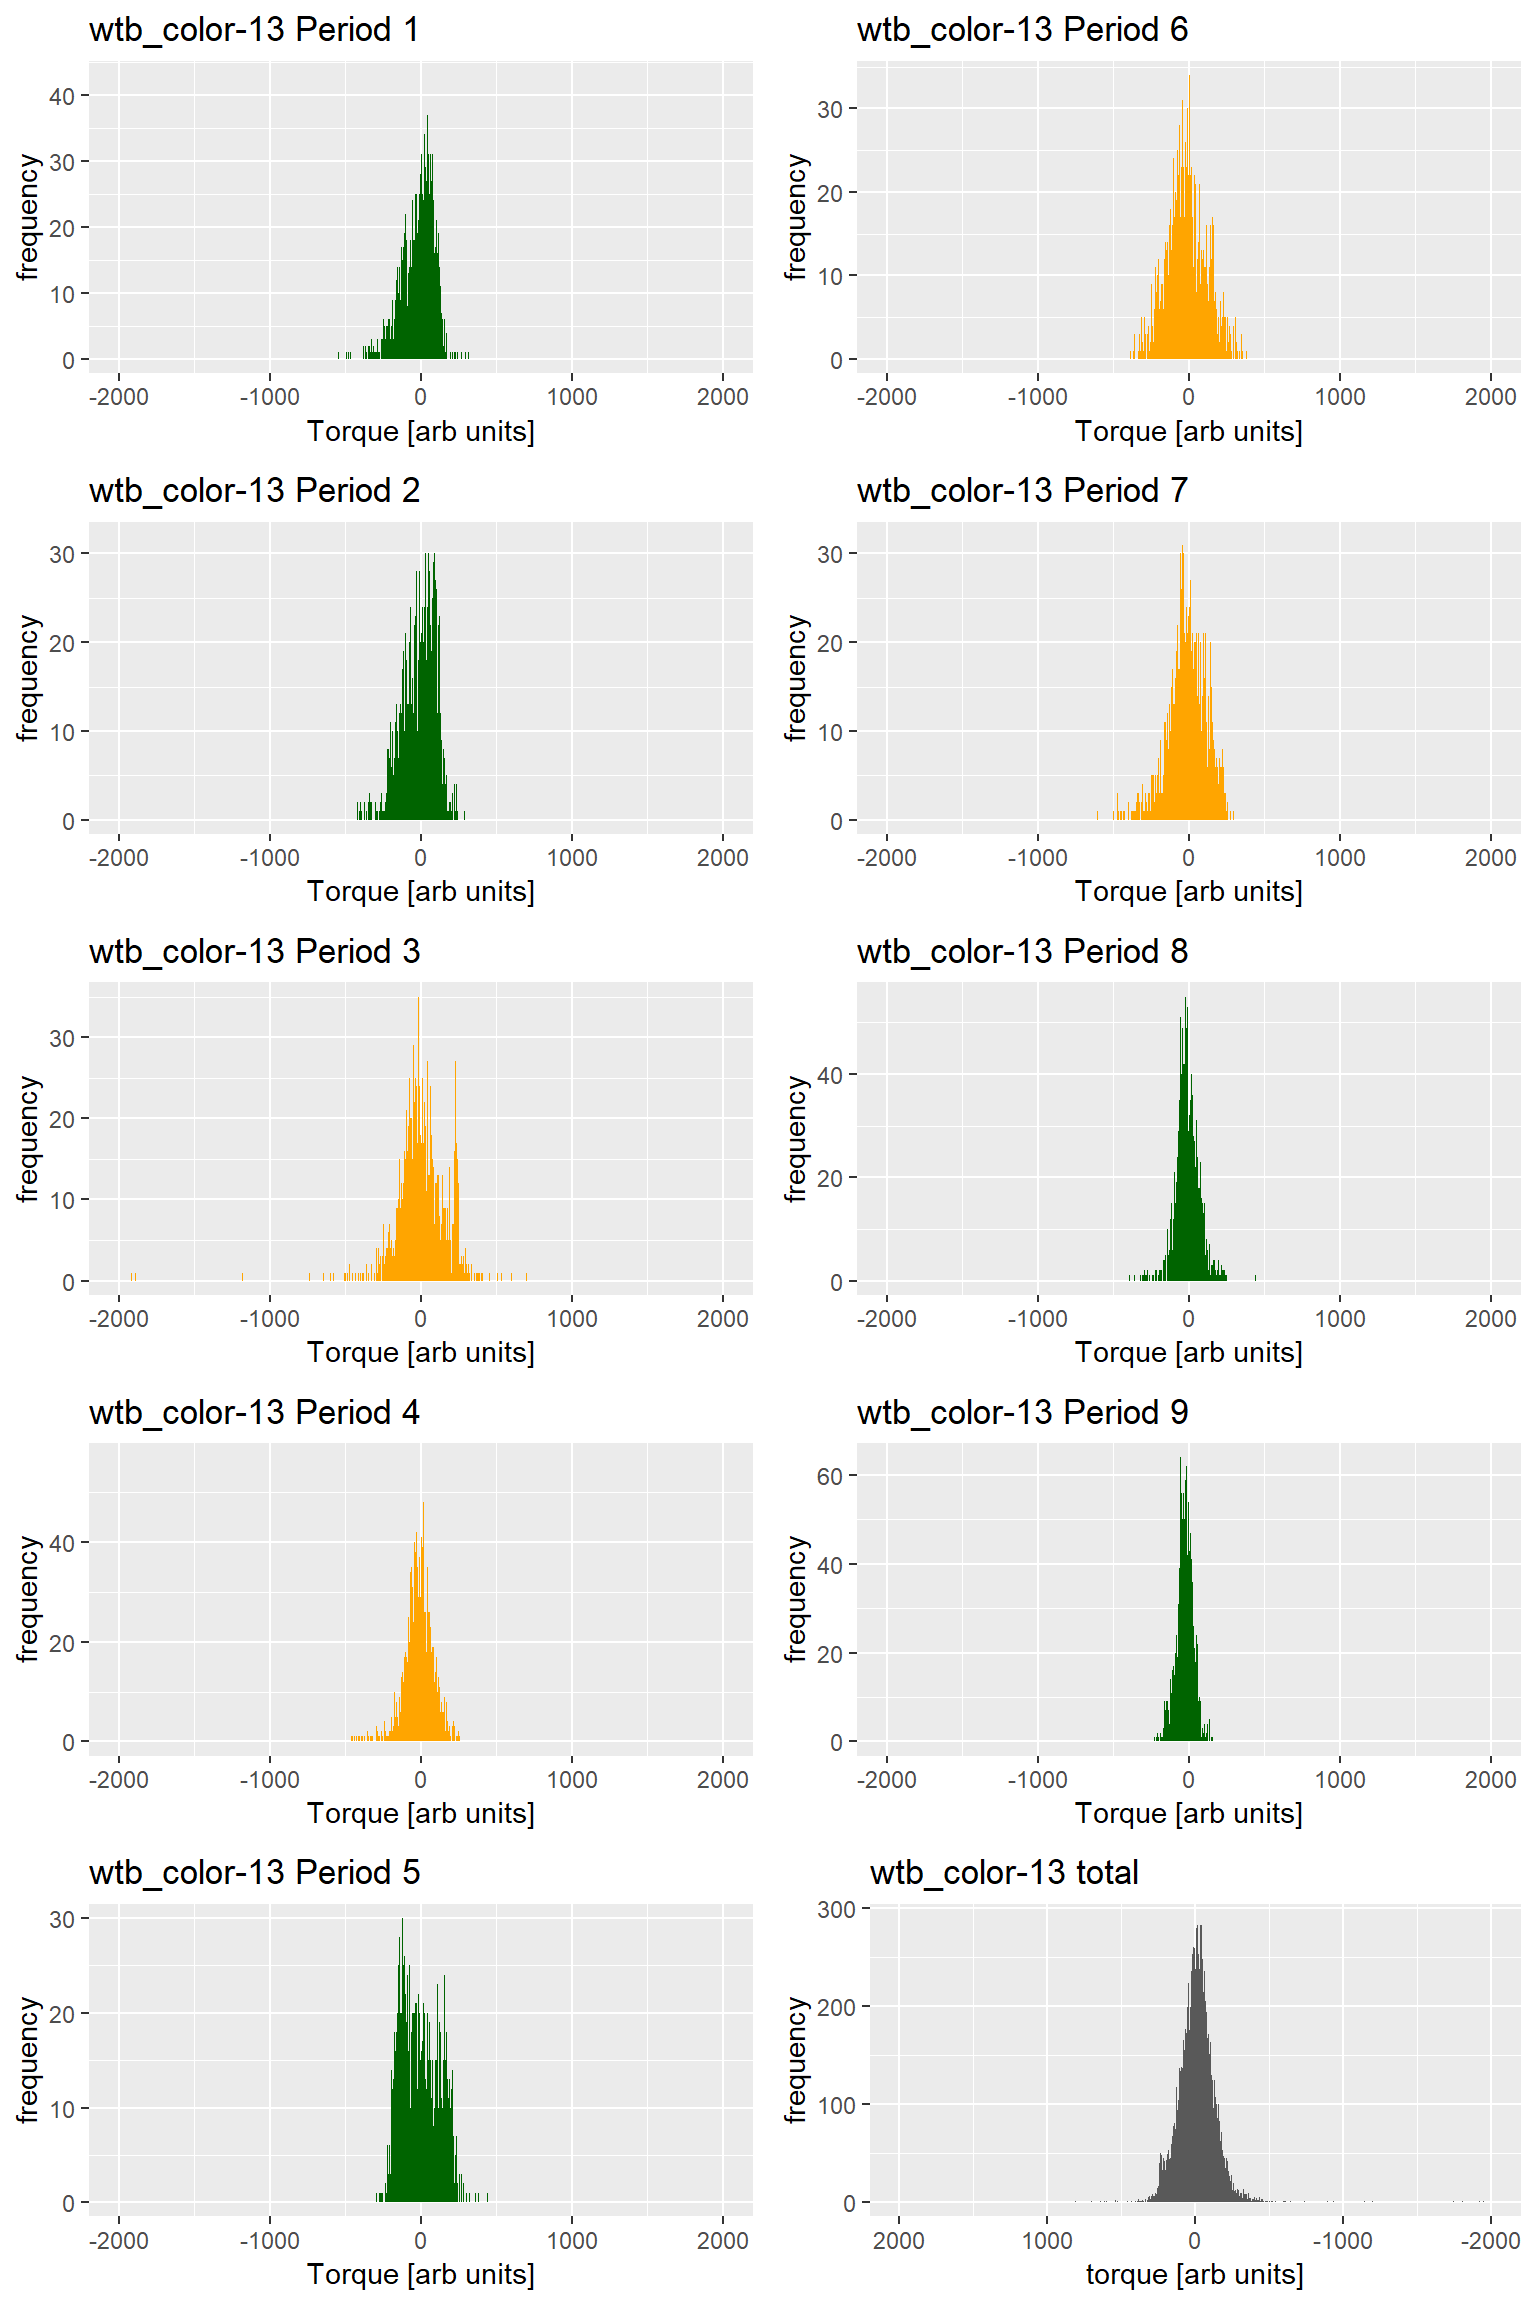 wtb_color-13 Period 1
40
30
20
10
0
frequency
-2000 -1000 0 1000 2000
Torque [arb units]
wtb_color-13 Period 6
30
20
10
0
frequency
-2000 -1000 0 1000 2000
Torque [arb units]
wtb_color-13 Period 2
30
20
10
0
frequency
-2000 -1000 0 1000 2000
Torque [arb units]
wtb_color-13 Period 7
30
20
10
0
frequency
-2000 -1000 0 1000 2000
Torque [arb units]
wtb_color-13 Period 3
30
20
10
0
frequency
-2000 -1000 0 1000 2000
Torque [arb units]
wtb_color-13 Period 8
40
20
0
frequency
-2000 -1000 0 1000 2000
Torque [arb units]
wtb_color-13 Period 4
40
20
0
frequency
-2000 -1000 0 1000 2000
Torque [arb units]
wtb_color-13 Period 9
60
40
20
0
frequency
-2000 -1000 0 1000 2000
Torque [arb units]
wtb_color-13 Period 5
30
20
10
0
frequency
-2000 -1000 0 1000 2000
Torque [arb units]
wtb_color-13 total
300
200
100
0
frequency
2000 1000 0 -1000 -2000
torque [arb units]